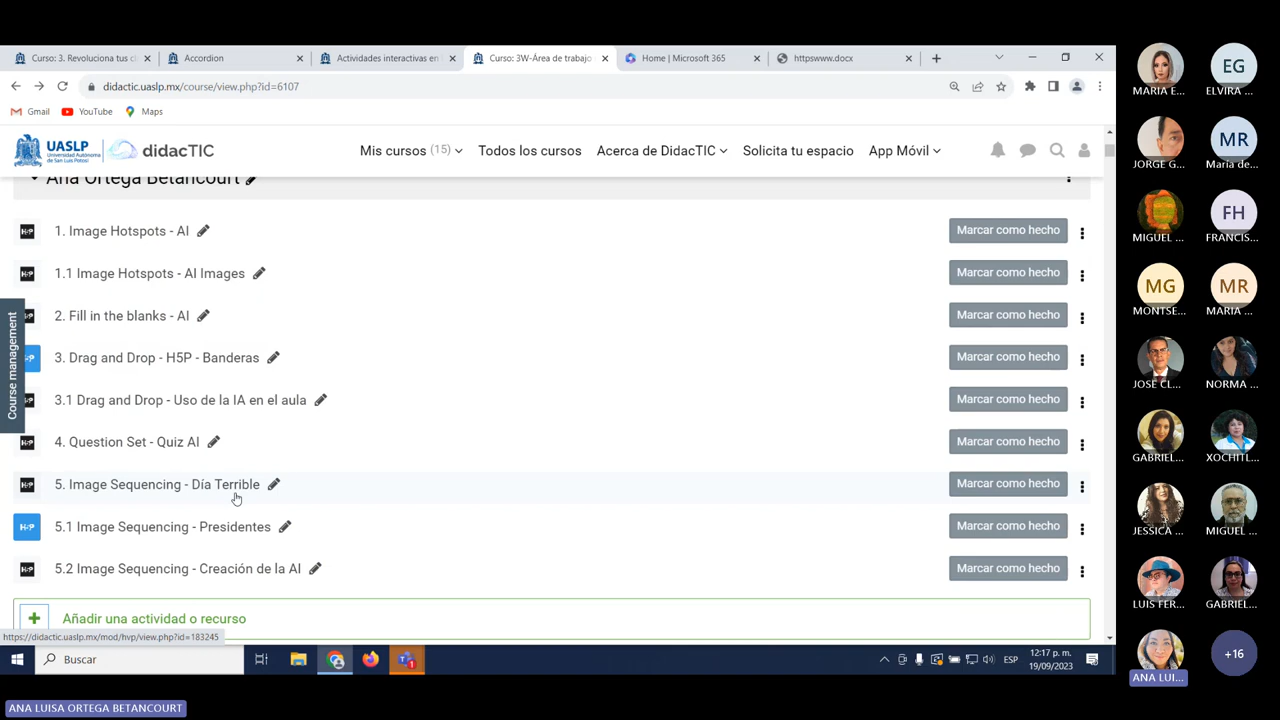 Curso: 3. Revoluciona tus c
Accordion
Actividades interactivas en
Curso: 3W-Área de trabajo
Home | Microsoft 365
httpswww.docx
didactic.uaslp.mx/course/view.php?id=6107
Gmail
YouTube
Maps
UASLP
Universidad Autónoma
de San Luis Potosí
didacTIC
Mis cursos (15)
Todos los cursos
Acerca de DidacTIC
Solicita tu espacio
App Móvil
Ana Ortega Betancourt
1. Image Hotspots - AI
Marcar como hecho
1.1 Image Hotspots - AI Images
Marcar como hecho
2. Fill in the blanks - AI
Marcar como hecho
3. Drag and Drop - H5P - Banderas
Marcar como hecho
3.1 Drag and Drop - Uso de la IA en el aula
Marcar como hecho
4. Question Set - Quiz AI
Marcar como hecho
5. Image Sequencing - Día Terrible
Marcar como hecho
5.1 Image Sequencing - Presidentes
Marcar como hecho
5.2 Image Sequencing - Creación de la AI
Marcar como hecho
Añadir una actividad o recurso
Course management
https://didactic.uaslp.mx/mod/hvp/view.php?id=183245
Buscar
ESP
12:17 p. m.
19/09/2023
ANA LUISA ORTEGA BETANCOURT
MARIA E...
EG
ELVIRA ...
JORGE G...
MR
María de...
MIGUEL ...
FH
FRANCIS...
MG
MONTSE...
MR
MARIA ...
JOSE CL...
NORMA ...
GABRIEL...
XOCHITL...
JESSICA ...
MIGUEL ...
LUIS FER...
GABRIEL...
ANA LUI...
+16